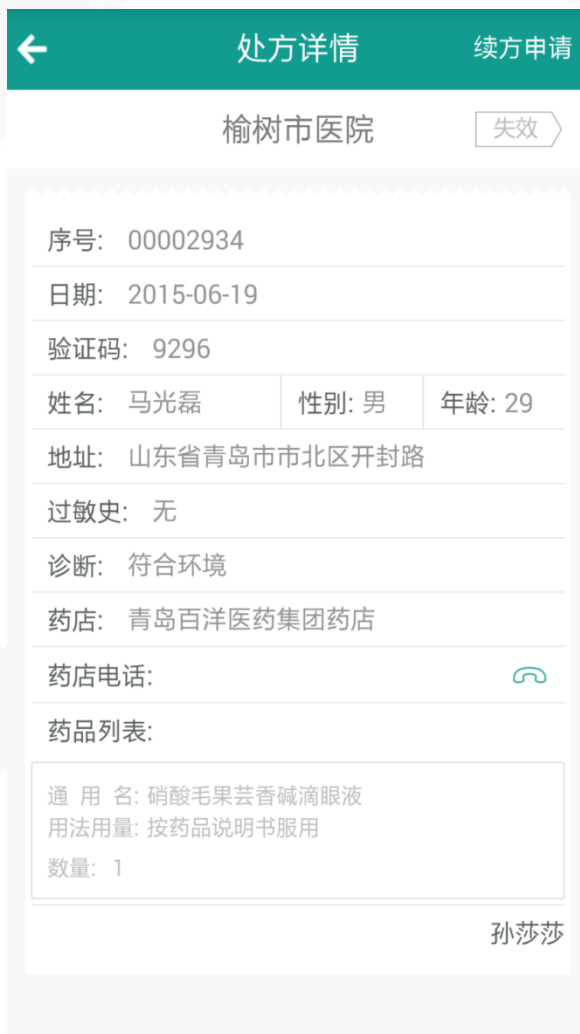 处方详情 续方申请
榆树市医院 失效
序号: 00002934
日期: 2015-06-19
验证码: 9296
姓名: 马光磊 性别: 男 年龄: 29
地址: 山东省青岛市市北区开封路
过敏史: 无
诊断: 符合环境
药店: 青岛百洋医药集团药店
药店电话:
药品列表:
通 用 名: 硝酸毛果芸香碱滴眼液
用法用量: 按药品说明书服用
数量: 1
孙莎莎